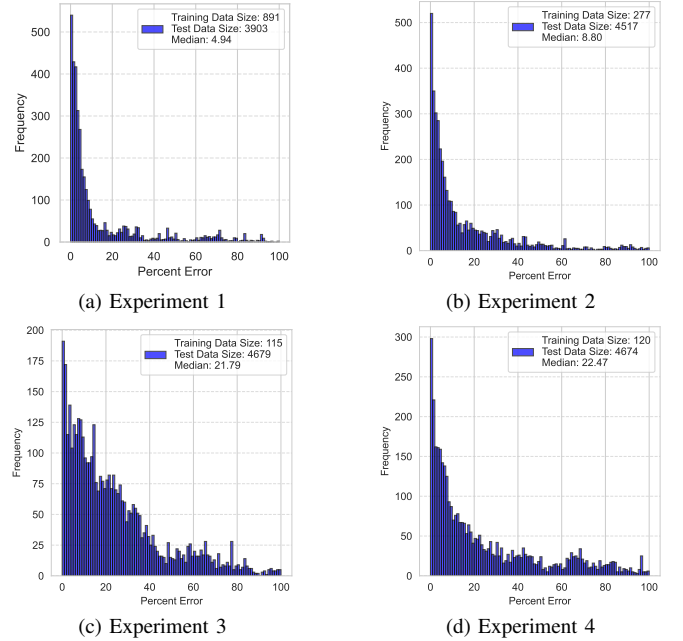 Training Data Size: 891
Test Data Size: 3903
Median: 4.94
500
400
300
200
100
0
Frequency
0 20 40 60 80 100
Percent Error
(a) Experiment 1
Training Data Size: 277
Test Data Size: 4517
Median: 8.80
500
400
300
200
100
0
Frequency
0 20 40 60 80 100
Percent Error
(b) Experiment 2
Training Data Size: 115
Test Data Size: 4679
Median: 21.79
200
175
150
125
100
75
50
25
0
Frequency
0 20 40 60 80 100
Percent Error
(c) Experiment 3
Training Data Size: 120
Test Data Size: 4674
Median: 22.47
300
250
200
150
100
50
0
Frequency
0 20 40 60 80 100
Percent Error
(d) Experiment 4